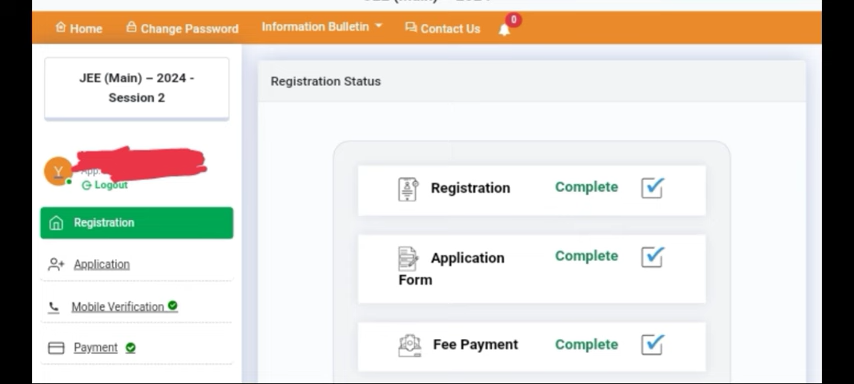 Home Change Password Information Bulletin Contact Us 0
JEE (Main) – 2024 -
Session 2
Registration Status
Y
Logout
Registration Complete
Registration
Application Complete
Form
Application
Mobile Verification
Fee Payment Complete
Payment